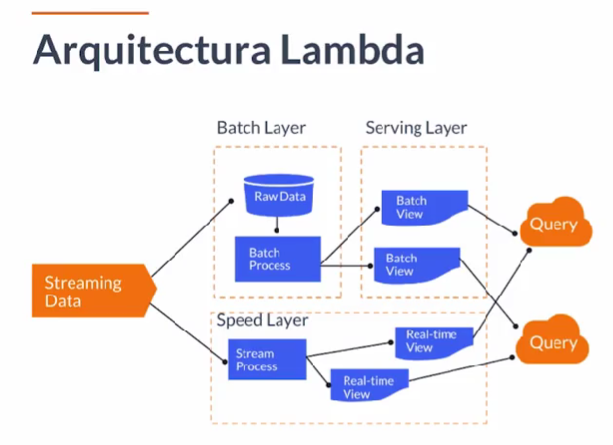 Arquitectura Lambda
Batch Layer
Serving Layer
Raw Data
Batch
View
Query
Batch
Process
Batch
View
Streaming
Data
Speed Layer
Real-time
View
Query
Stream
Process
Real-time
View